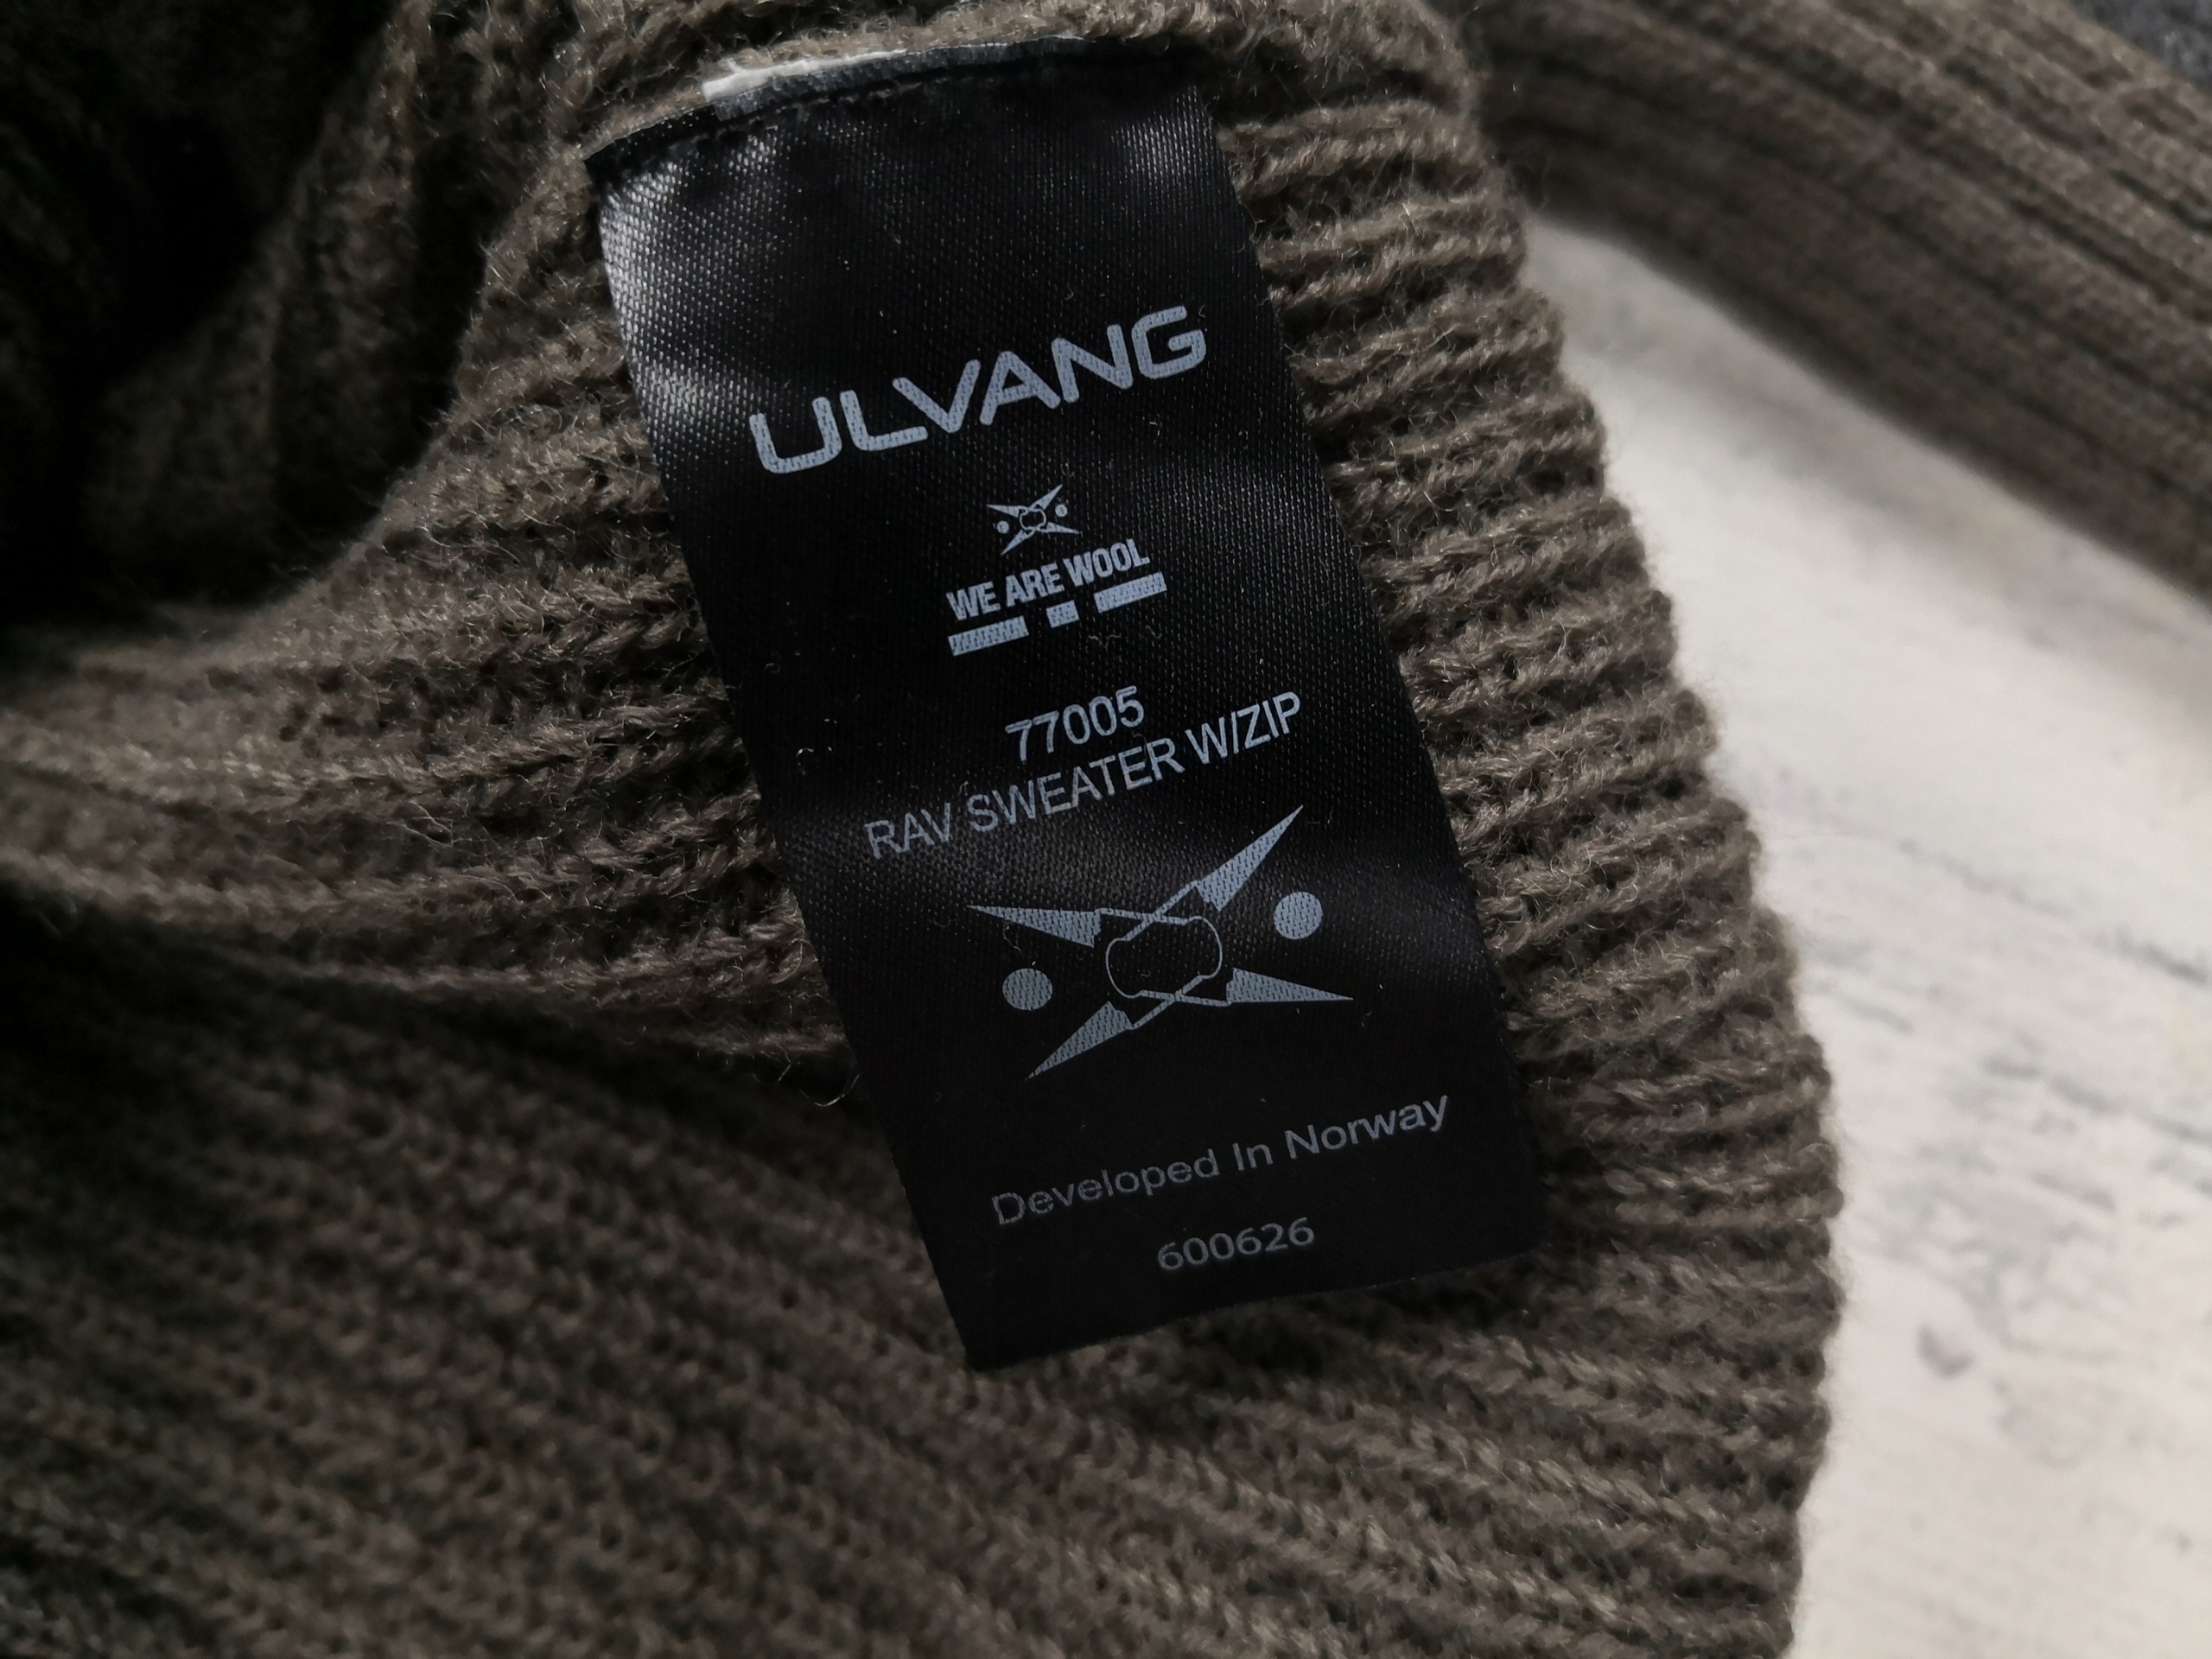 ULVANG
WE ARE WOOL
77005
RAV SWEATER W/ZIP
Developed In Norway
600626